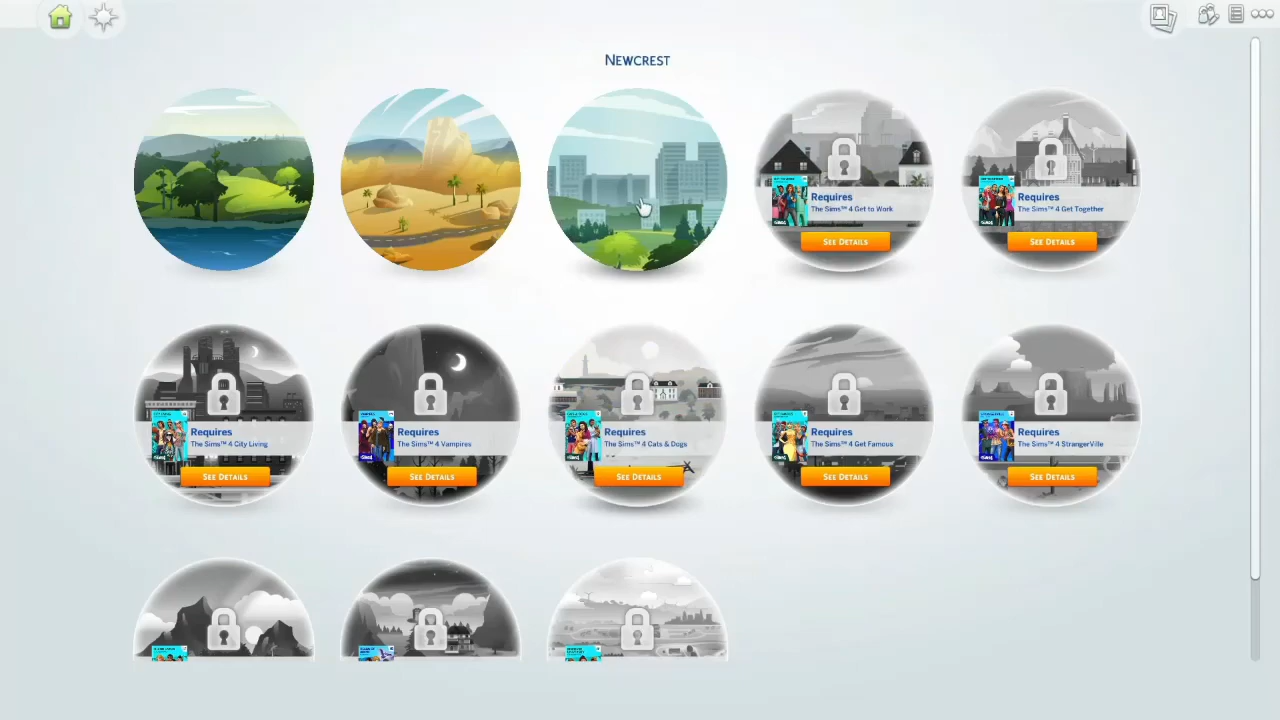 Newcrest
Requires
The Sims™ 4 Get to Work
See Details
Requires
The Sims™ 4 Get Together
See Details
Requires
The Sims™ 4 City Living
See Details
Requires
The Sims™ 4 Vampires
See Details
Requires
The Sims™ 4 Cats & Dogs
See Details
Requires
The Sims™ 4 Get Famous
See Details
Requires
The Sims™ 4 StrangerVille
See Details